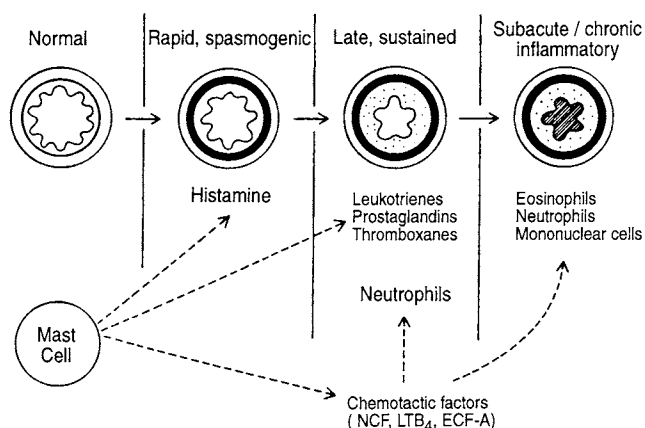 Normal
Rapid, spasmogenic
Late, sustained
Subacute / chronic
inflammatory
Histamine
Leukotrienes
Prostaglandins
Thromboxanes
Eosinophils
Neutrophils
Mononuclear cells
Neutrophils
Mast
Cell
Chemotactic factors
( NCF, LTB₄, ECF-A)